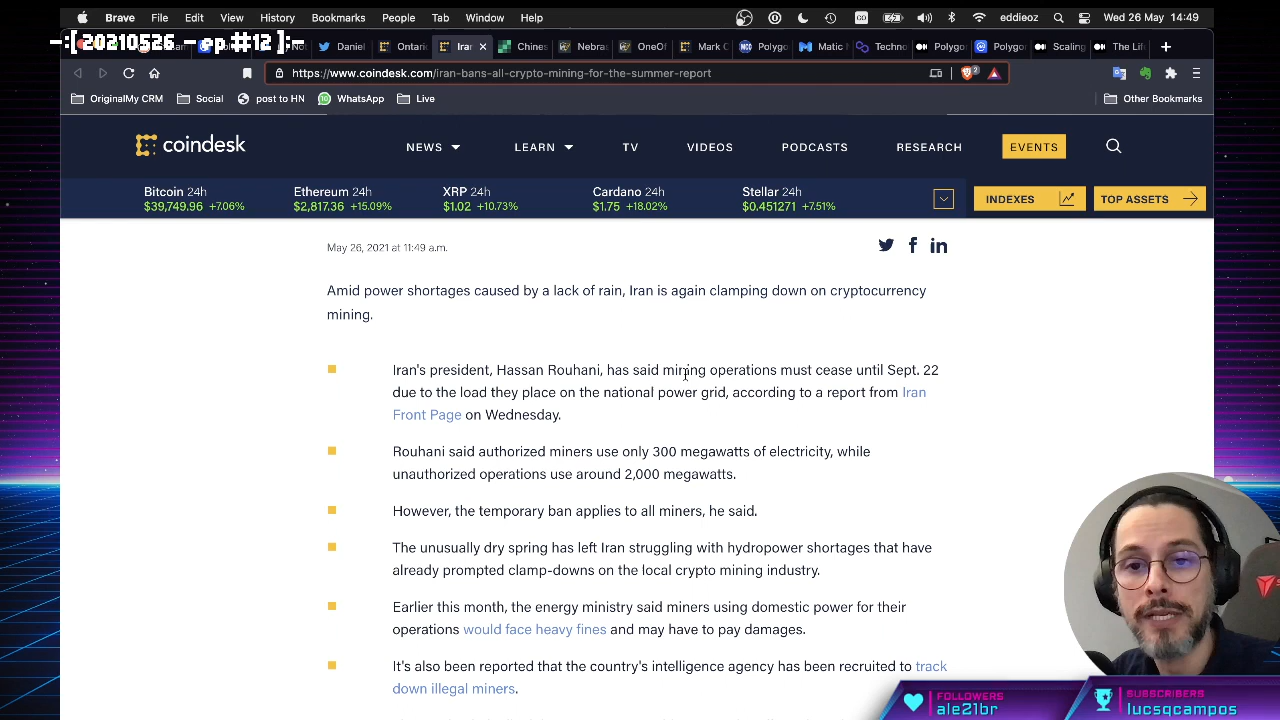 Brave File Edit View History Bookmarks People Tab Window Help eddieoz Wed 26 May 14:49
-:[ 20210526 - rp #12 ]:-
Daniel Ontari Iran Chines Nebras OneOf Mark C Polygo Matic Techno Polygo Polygo Scaling The Life
https://www.coindesk.com/iran-bans-all-crypto-mining-for-the-summer-report
OriginalMy CRM Social post to HN WhatsApp Live Other Bookmarks
coindesk NEWS LEARN TV VIDEOS PODCASTS RESEARCH EVENTS
Bitcoin 24h Ethereum 24h XRP 24h Cardano 24h Stellar 24h
$39,749.96 +7.06% $2,817.36 +15.39% $1.02 +10.73% $1.75 +18.02% $0.451271 +7.51%
INDEXES TOP ASSETS
May 26, 2021 at 11:49 a.m.
Amid power shortages caused by a lack of rain, Iran is again clamping down on cryptocurrency
mining.
Iran's president, Hassan Rouhani, has said mining operations must cease until Sept. 22
due to the load they place on the national power grid, according to a report from Iran
Front Page on Wednesday.
Rouhani said authorized miners use only 300 megawatts of electricity, while
unauthorized operations use around 2,000 megawatts.
However, the temporary ban applies to all miners, he said.
The unusually dry spring has left Iran struggling with hydropower shortages that have
already prompted clamp-downs on the local crypto mining industry.
Earlier this month, the energy ministry said miners using domestic power for their
operations would face heavy fines and may have to pay damages.
It's also been reported that the country's intelligence agency has been recruited to track
down illegal miners.
FOLLOWERS
ale21br
SUBSCRIBERS
lucsqcampos